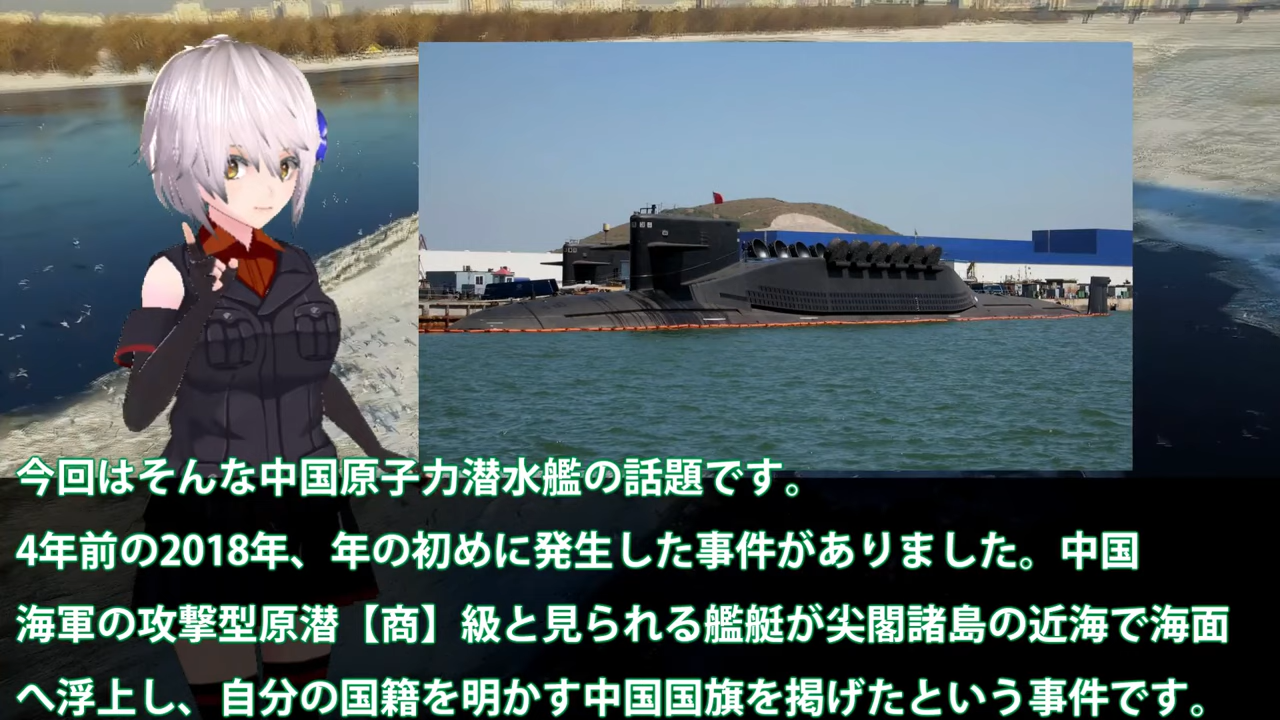 今回はそんな中国原子力潜水艦の話題です。
4年前の2018年、年の初めに発生した事件がありました。中国
海軍の攻撃型原潜【商】級と見られる艦艇が尖閣諸島の近海で海面
へ浮上し、自分の国籍を明かす中国国旗を掲げたという事件です。